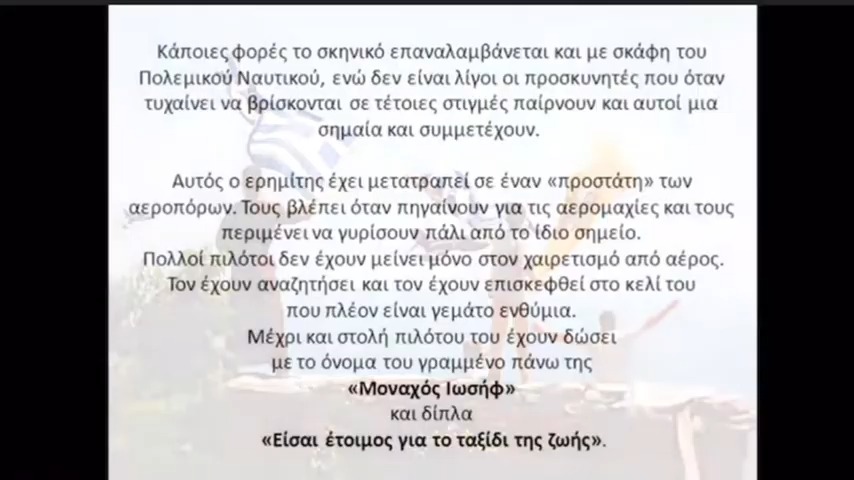 Κάποιες φορές το σκηνικό επαναλαμβάνεται και με σκάφη του
Πολεμικού Ναυτικού, ενώ δεν είναι λίγοι οι προσκυνητές που όταν
τυχαίνει να βρίσκονται σε τέτοιες στιγμές παίρνουν και αυτοί μια
σημαία και συμμετέχουν.
Αυτός ο ερημίτης έχει μετατραπεί σε έναν «προστάτη» των
αεροπόρων. Τους βλέπει όταν πηγαίνουν για τις αερομαχίες και τους
περιμένει να γυρίσουν πάλι από το ίδιο σημείο.
Πολλοί πιλότοι δεν έχουν μείνει μόνο στον χαιρετισμό από αέρος.
Τον έχουν αναζητήσει και τον έχουν επισκεφθεί στο κελί του
που πλέον είναι γεμάτο ενθύμια.
Μέχρι και στολή πιλότου του έχουν δώσει
με το όνομα του γραμμένο πάνω της
«Μοναχός Ιωσήφ»
και δίπλα
«Είσαι έτοιμος για το ταξίδι της ζωής».